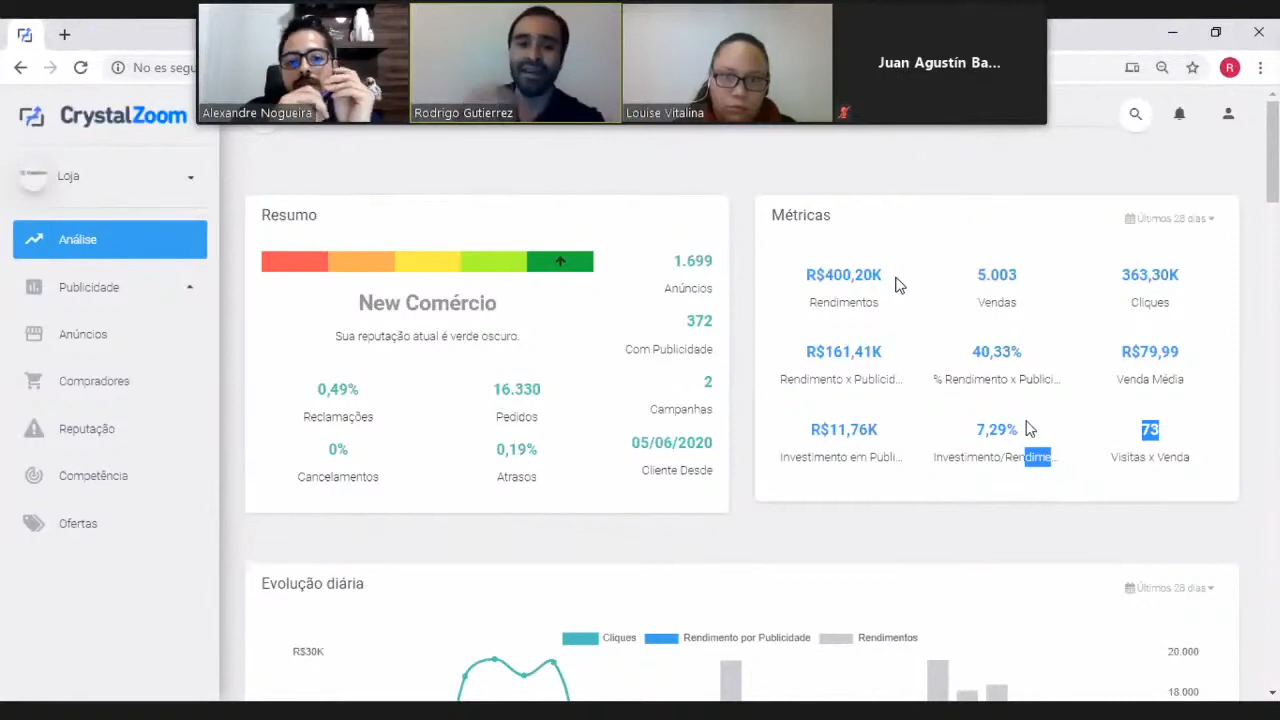 No es segu
Alexandre Nogueira
Rodrigo Gutierrez
Louise Vitalina
Juan Agustín Ba...
R
CrystalZoom
Loja
Análise
Publicidade
Anúncios
Compradores
Reputação
Competência
Ofertas
Resumo
New Comércio
Sua reputação atual é verde oscuro.
0,49%
Reclamações
16.330
Pedidos
0%
Cancelamentos
0,19%
Atrasos
1.699
Anúncios
372
Com Publicidade
2
Campanhas
05/06/2020
Cliente Desde
Métricas
Últimos 28 dias
R$400,20K
Rendimentos
5.003
Vendas
363,30K
Cliques
R$161,41K
Rendimento x Publicid...
40,33%
% Rendimento x Publici...
R$79,99
Venda Média
R$11,76K
Investimento em Publi...
7,29%
Investimento/Rendime...
73
Visitas x Venda
Evolução diária
Últimos 28 dias
Cliques
Rendimento por Publicidade
Rendimentos
R$30K
20.000
18.000